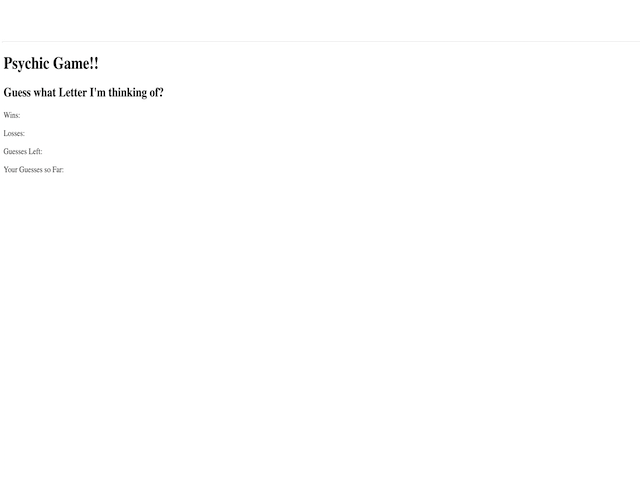 Psychic Game!!
Guess what Letter I'm thinking of?
Wins:
Losses:
Guesses Left:
Your Guesses so Far: